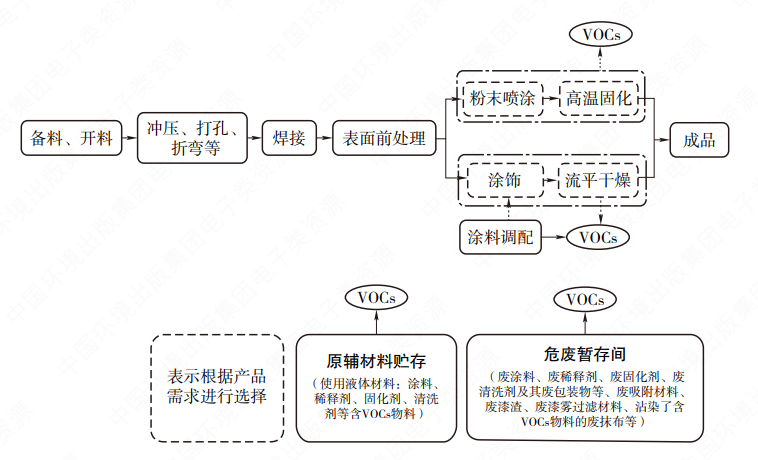 VOCs
粉末喷涂
高温固化
备料、开料
冲压、打孔、
折弯等
焊接
表面前处理
成品
涂饰
流平干燥
涂料调配
VOCs
VOCs
VOCs
表示根据产品
需求进行选择
原辅材料贮存
（使用液体材料：涂料、
稀释剂、固化剂、清洗
剂等含VOCs物料）
危废暂存间
（废涂料、废稀释剂、废固化剂、废
清洗剂及其废包装物等、废吸附材料、
废漆渣、废漆雾过滤材料、沾染了含
VOCs物料的废抹布等）